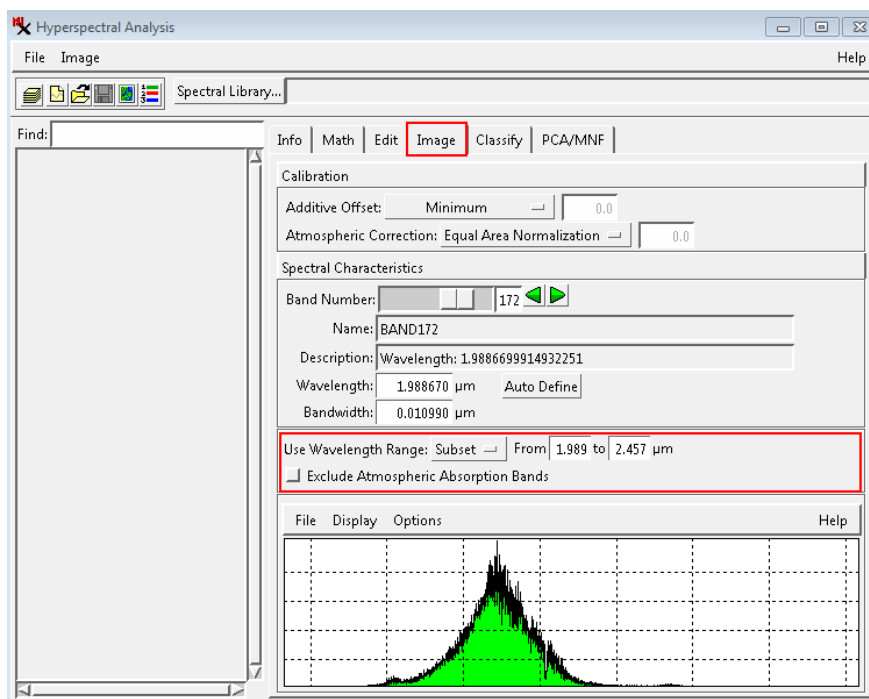 Hyperspectral Analysis
File Image Help
Spectral Library...
Find:
Info Math Edit Image Classify PCA/MNF
Calibration
Additive Offset: Minimum 0.0
Atmospheric Correction: Equal Area Normalization 0.0
Spectral Characteristics
Band Number: 172
Name: BAND172
Description: Wavelength: 1.9886699914932251
Wavelength: 1.988670 µm Auto Define
Bandwidth: 0.010990 µm
Use Wavelength Range: Subset From 1.989 to 2.457 µm
Exclude Atmospheric Absorption Bands
File Display Options Help